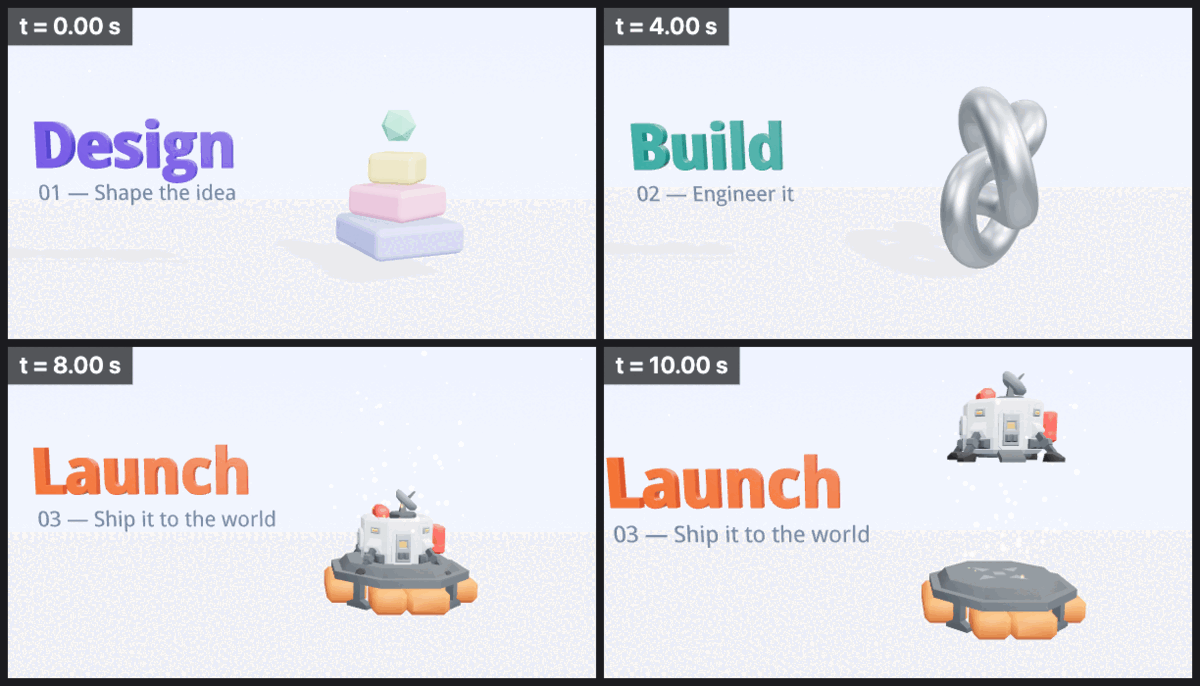 t = 0.00 s
Design
01 — Shape the idea
t = 4.00 s
Build
02 — Engineer it
t = 8.00 s
Launch
03 — Ship it to the world
t = 10.00 s
Launch
03 — Ship it to the world